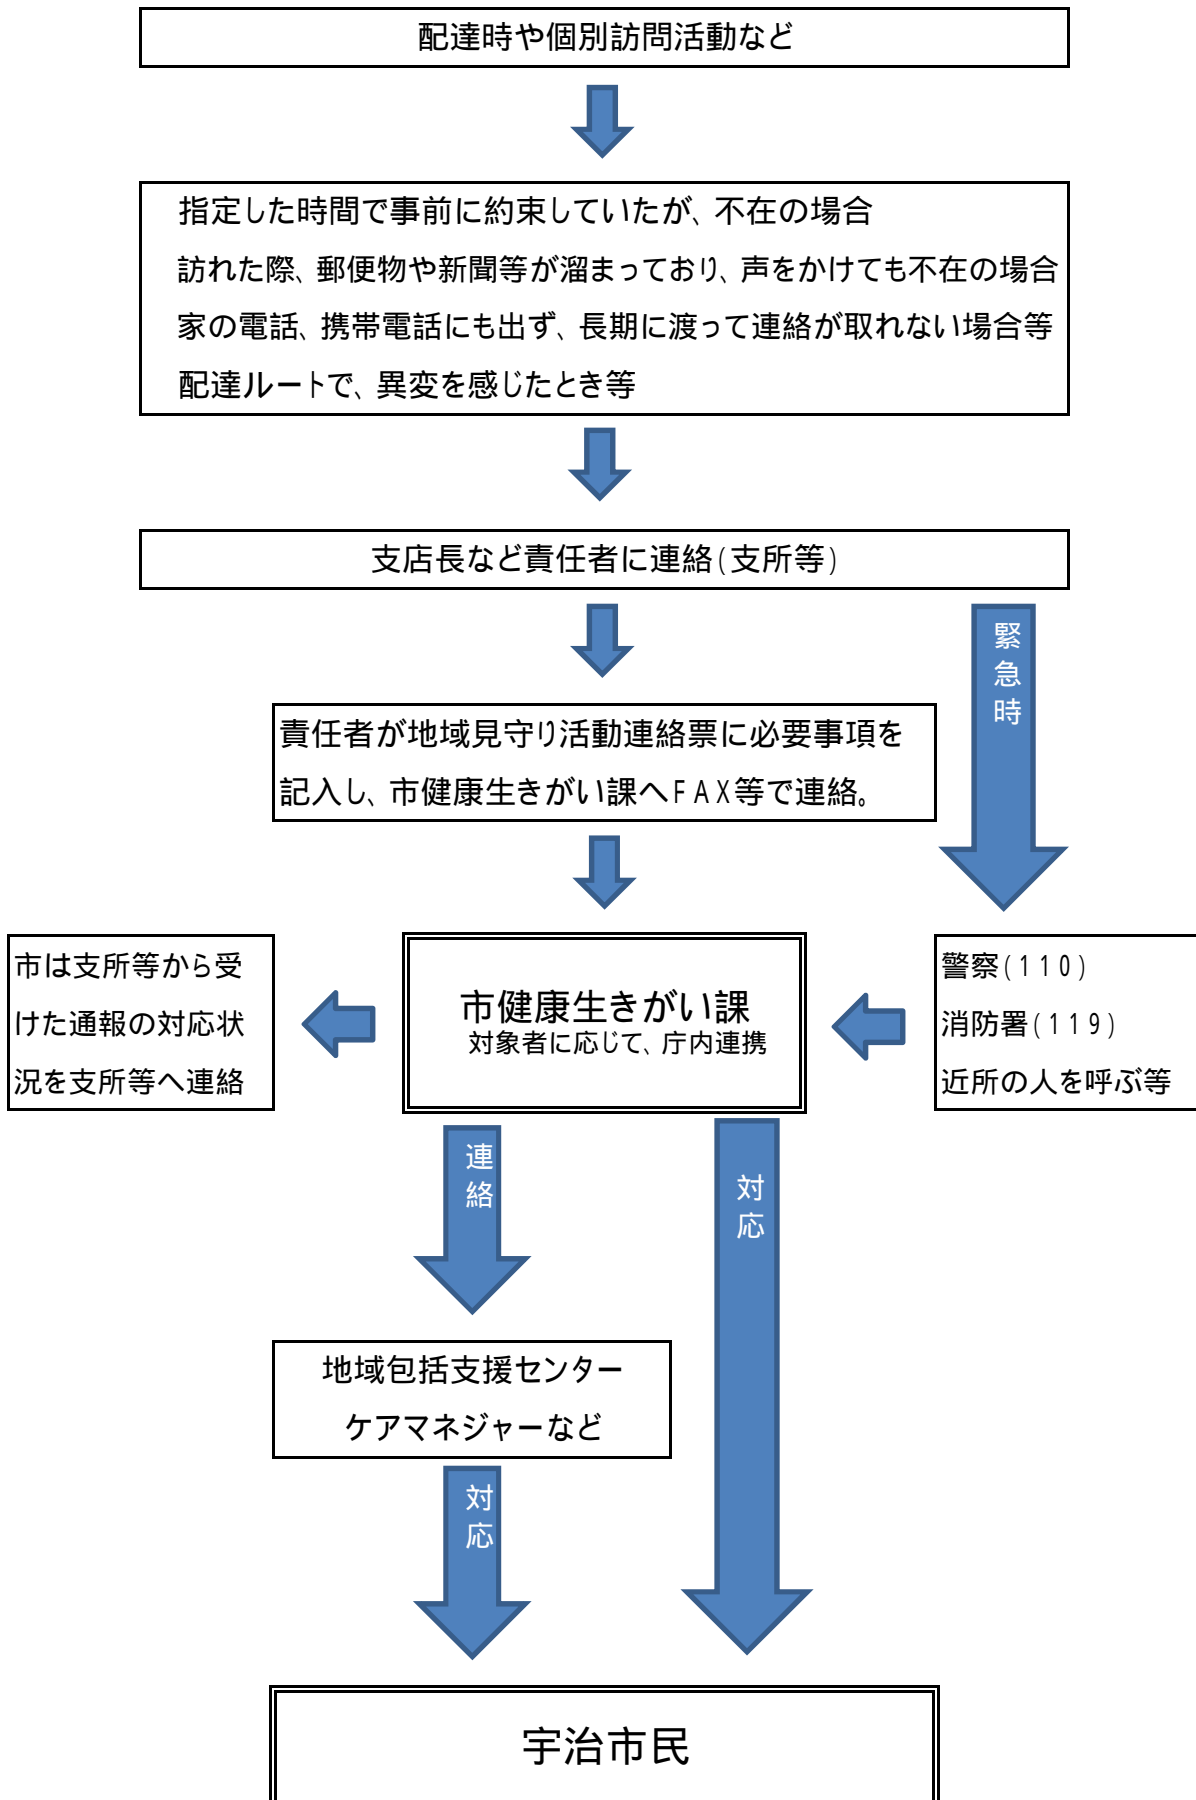 配達時や個別訪問活動など
指定した時間で事前に約束していたが、不在の場合
訪れた際、郵便物や新聞等が溜まっており、声をかけても不在の場合
家の電話、携帯電話にも出ず、長期に渡って連絡が取れない場合等
配達ルートで、異変を感じたとき等
支店長など責任者に連絡(支所等)
緊急時
責任者が地域見守り活動連絡票に必要事項を
記入し、市健康生きがい課へFAX等で連絡。
市は支所等から受
けた通報の対応状
況を支所等へ連絡
市健康生きがい課
対象者に応じて、庁内連携
警察(110)
消防署(119)
近所の人を呼ぶ等
連絡
対応
地域包括支援センター
ケアマネジャーなど
対応
宇治市民